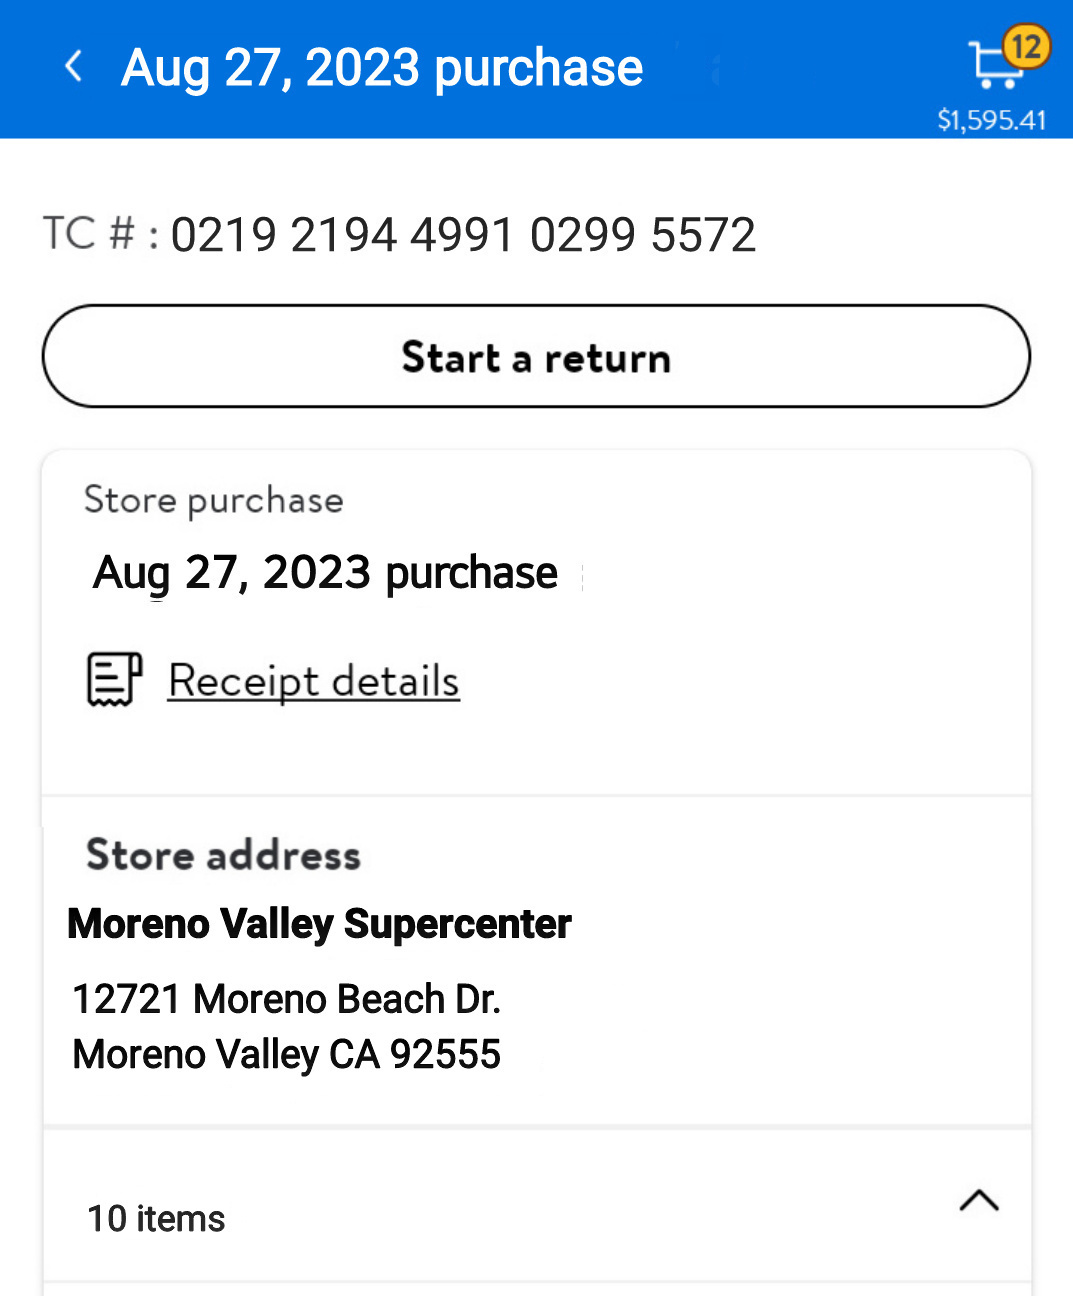 Aug 27, 2023 purchase
12
$1,595.41
TC # : 0219 2194 4991 0299 5572
Start a return
Store purchase
Aug 27, 2023 purchase
Receipt details
Store address
Moreno Valley Supercenter
12721 Moreno Beach Dr.
Moreno Valley CA 92555
10 items